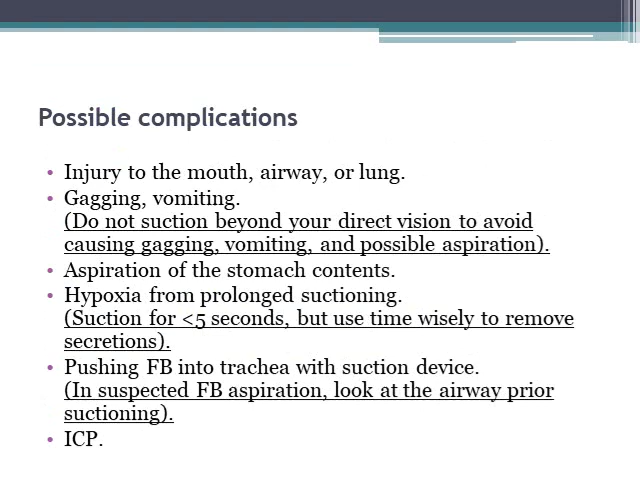 Possible complications
• Injury to the mouth, airway, or lung.
• Gagging, vomiting.
(Do not suction beyond your direct vision to avoid
causing gagging, vomiting, and possible aspiration).
• Aspiration of the stomach contents.
• Hypoxia from prolonged suctioning.
(Suction for <5 seconds, but use time wisely to remove
secretions).
• Pushing FB into trachea with suction device.
(In suspected FB aspiration, look at the airway prior
suctioning).
• ICP.